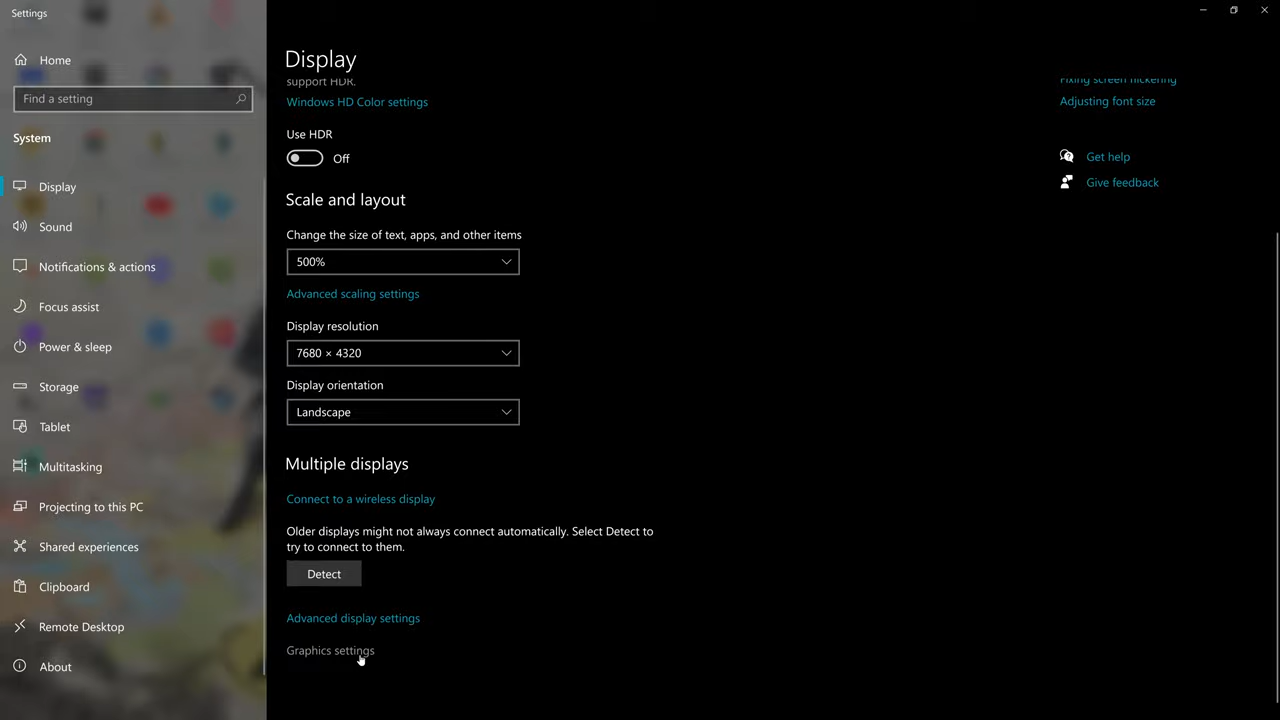 Settings
Home
Find a setting
System
Display
Sound
Notifications & actions
Focus assist
Power & sleep
Storage
Tablet
Multitasking
Projecting to this PC
Shared experiences
Clipboard
Remote Desktop
About
Display
support HDR.
Windows HD Color settings
Use HDR
Off
Scale and layout
Change the size of text, apps, and other items
500%
Advanced scaling settings
Display resolution
7680 × 4320
Display orientation
Landscape
Multiple displays
Connect to a wireless display
Older displays might not always connect automatically. Select Detect to
try to connect to them.
Detect
Advanced display settings
Graphics settings
Fixing screen flickering
Adjusting font size
Get help
Give feedback